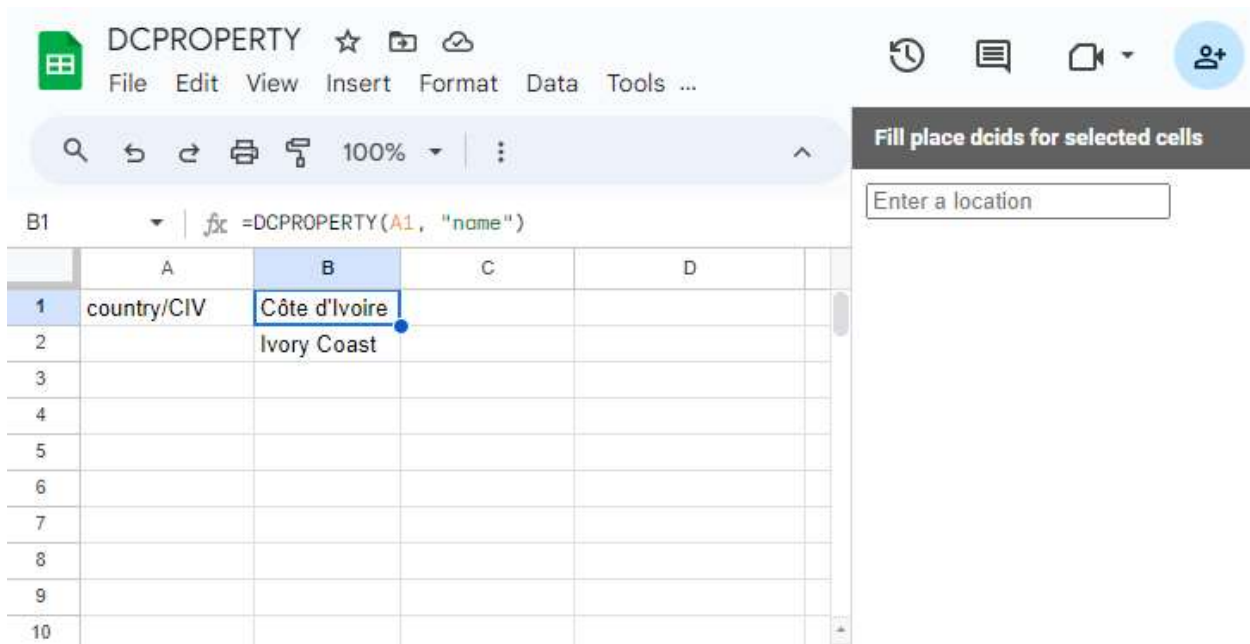 DCPROPERTY
File Edit View Insert Format Data Tools ...
100%
B1 fx =DCPROPERTY(A1, "name")
A B C D
1 country/CIV Côte d'Ivoire
2 Ivory Coast
3
4
5
6
7
8
9
10
Fill place dcids for selected cells
Enter a location